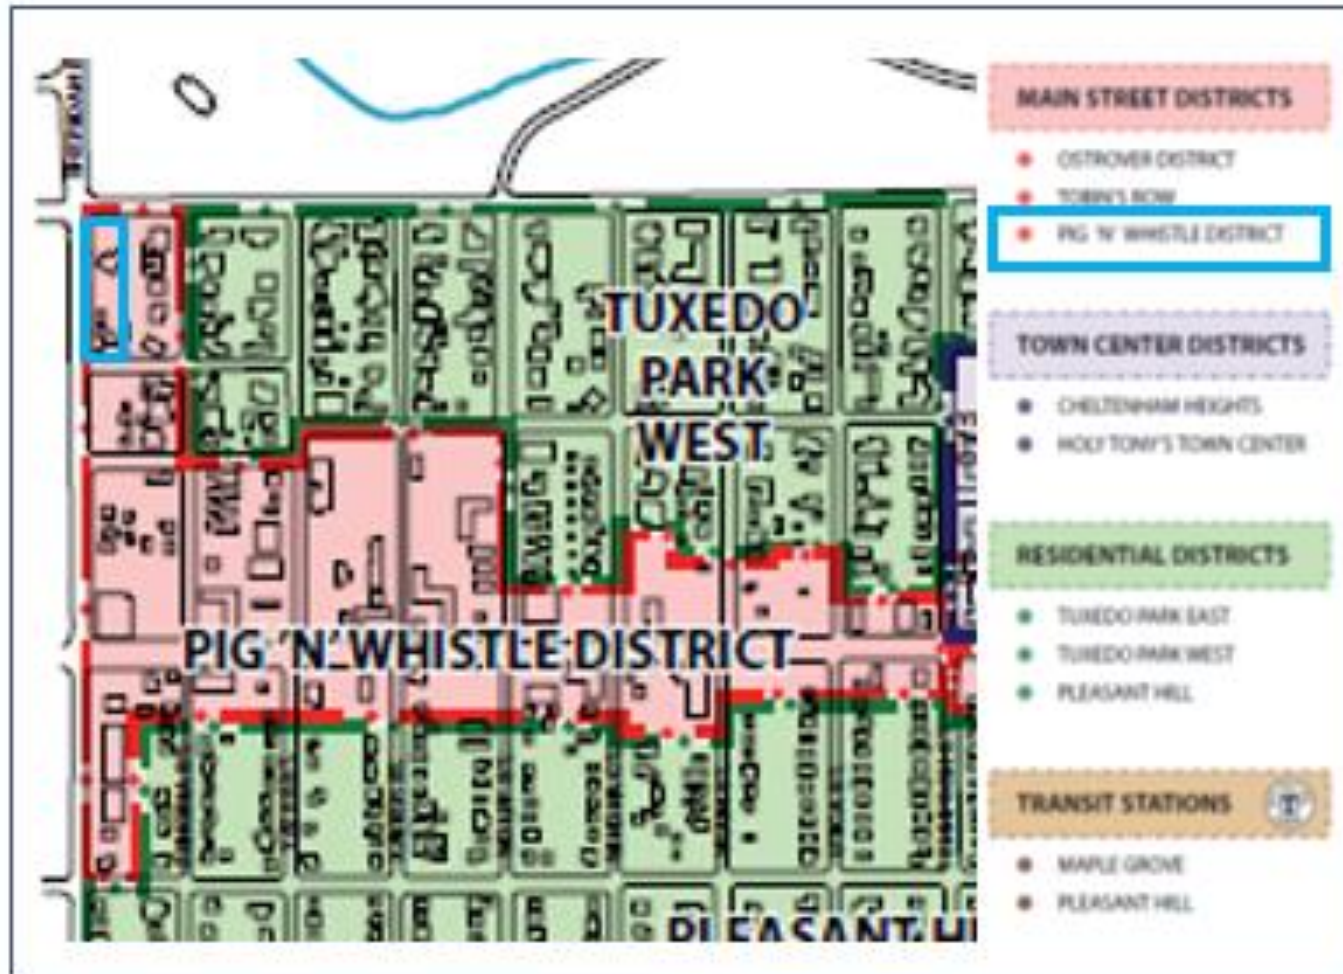 TUXEDO
PARK
WEST
PIG 'N' WHISTLE DISTRICT
PLEASANT HI
MAIN STREET DISTRICTS
OSTROVER DISTRICT
TOBIN'S ROW
PIG 'N' WHISTLE DISTRICT
TOWN CENTER DISTRICTS
CHELTENHAM HEIGHTS
HOLY TONY'S TOWN CENTER
RESIDENTIAL DISTRICTS
TUXEDO PARK EAST
TUXEDO PARK WEST
PLEASANT HILL
TRANSIT STATIONS T
MAPLE GROVE
PLEASANT HILL